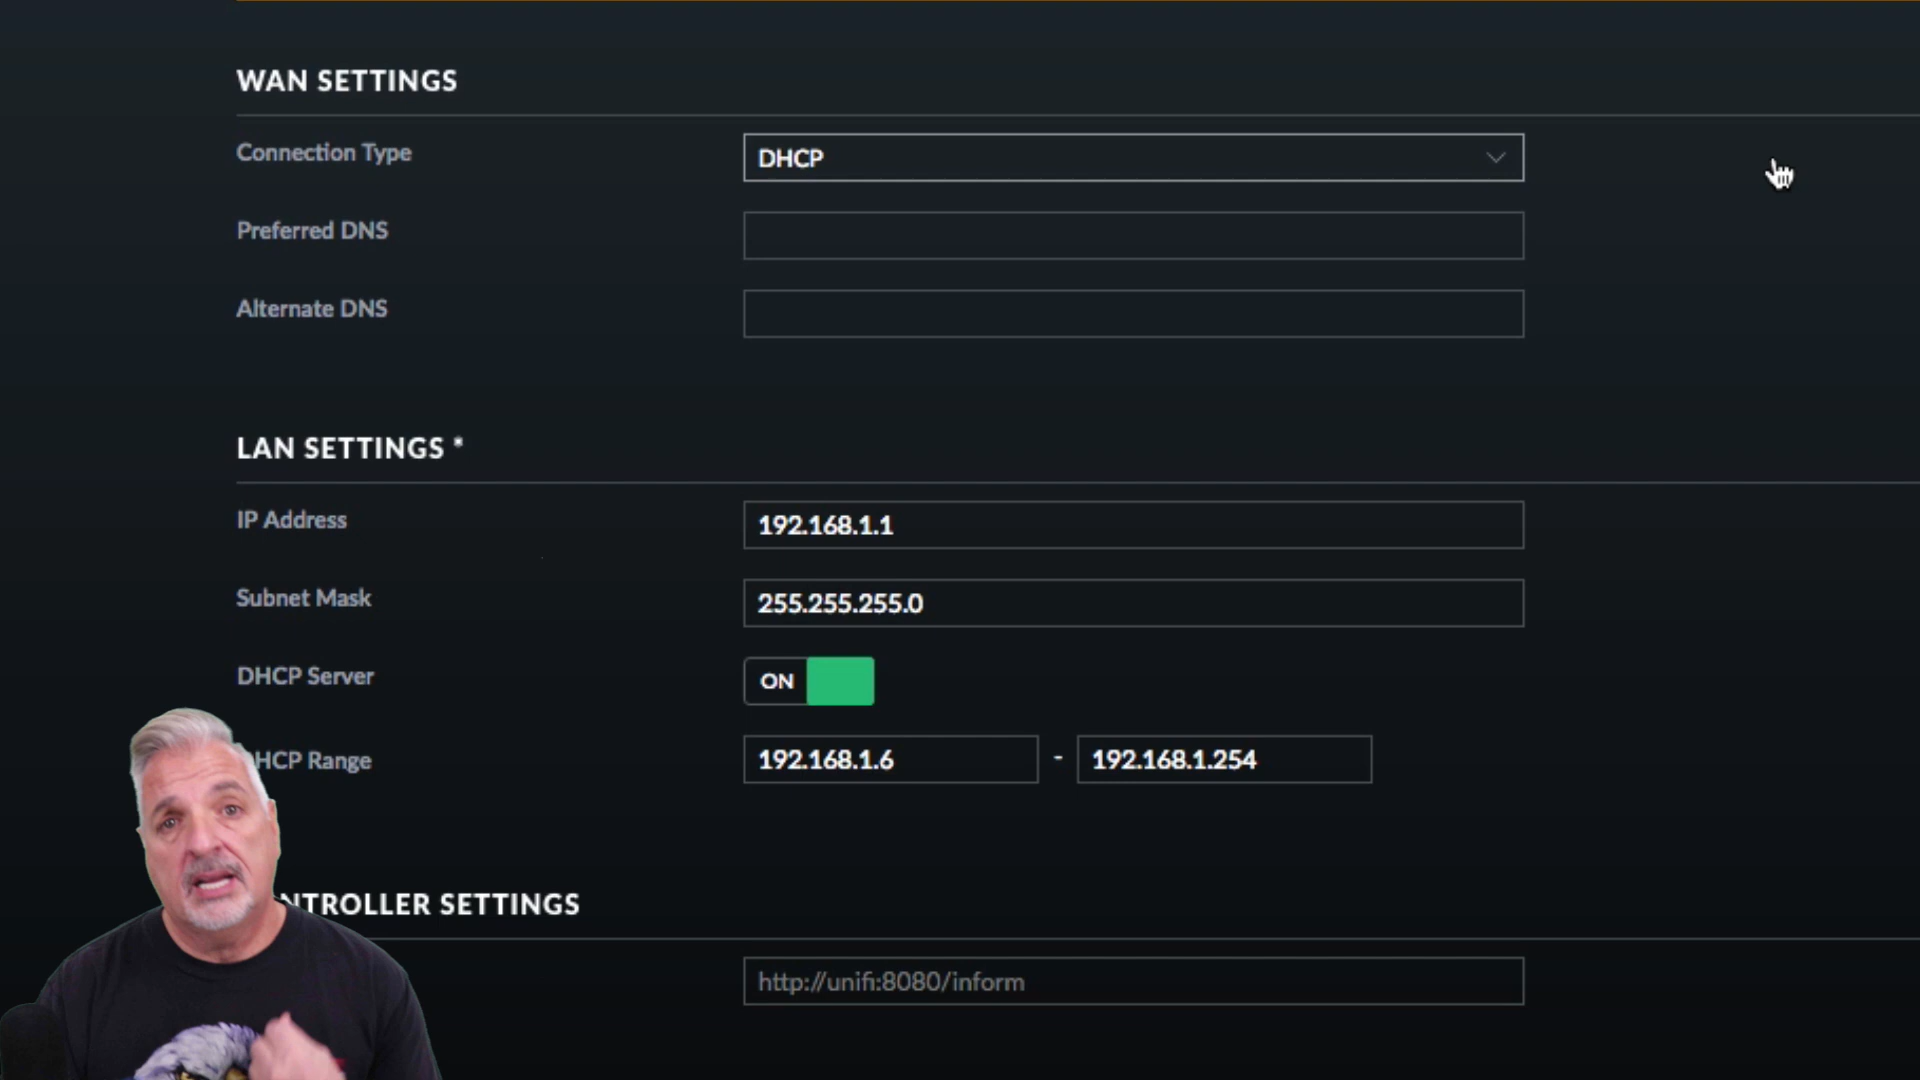 WAN SETTINGS
Connection Type
DHCP
Preferred DNS
Alternate DNS
LAN SETTINGS *
IP Address
192.168.1.1
Subnet Mask
255.255.255.0
DHCP Server
ON
HCP Range
192.168.1.6 - 192.168.1.254
NTROLLER SETTINGS
http://unifi:8080/inform